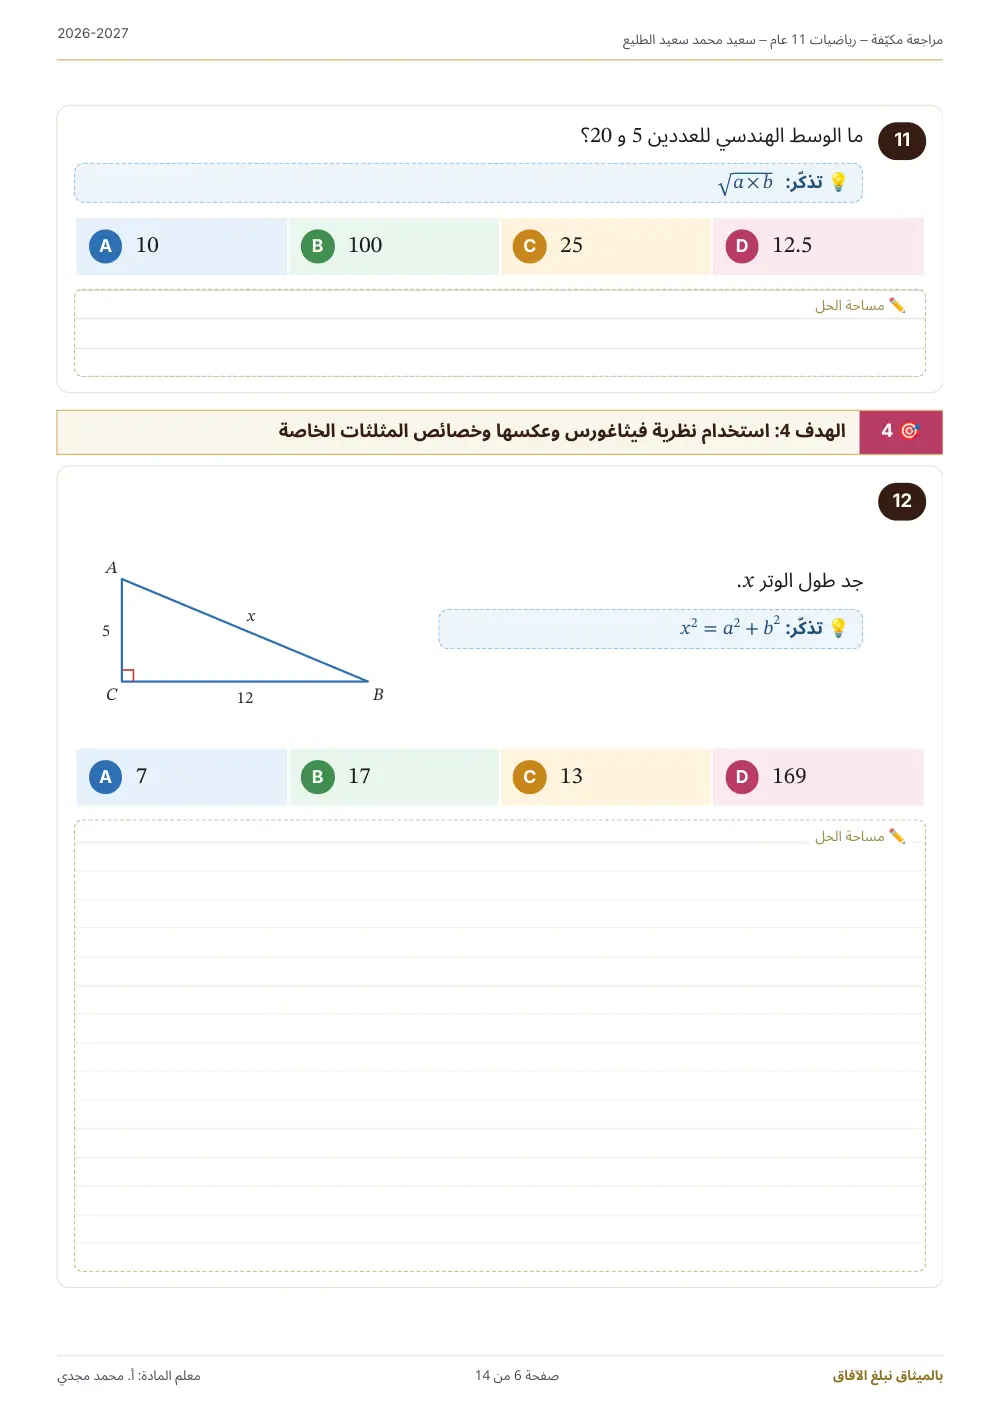 مراجعة مكيّفة – رياضيات 11 عام – سعيد محمد سعيد الطليع
2026-2027
11
ما الوسط الهندسي للعددين 5 و 20؟
💡 تذكّر: √(a×b)
A 10
B 100
C 25
D 12.5
✏️ مساحة الحل
🎯 4
الهدف 4: استخدام نظرية فيثاغورس وعكسها وخصائص المثلثات الخاصة
12
جد طول الوتر x.
💡 تذكّر: x² = a² + b²
A
x
5
C
12
B
A 7
B 17
C 13
D 169
✏️ مساحة الحل
بالميثاق نبلغ الآفاق
صفحة 6 من 14
معلم المادة: أ. محمد مجدي